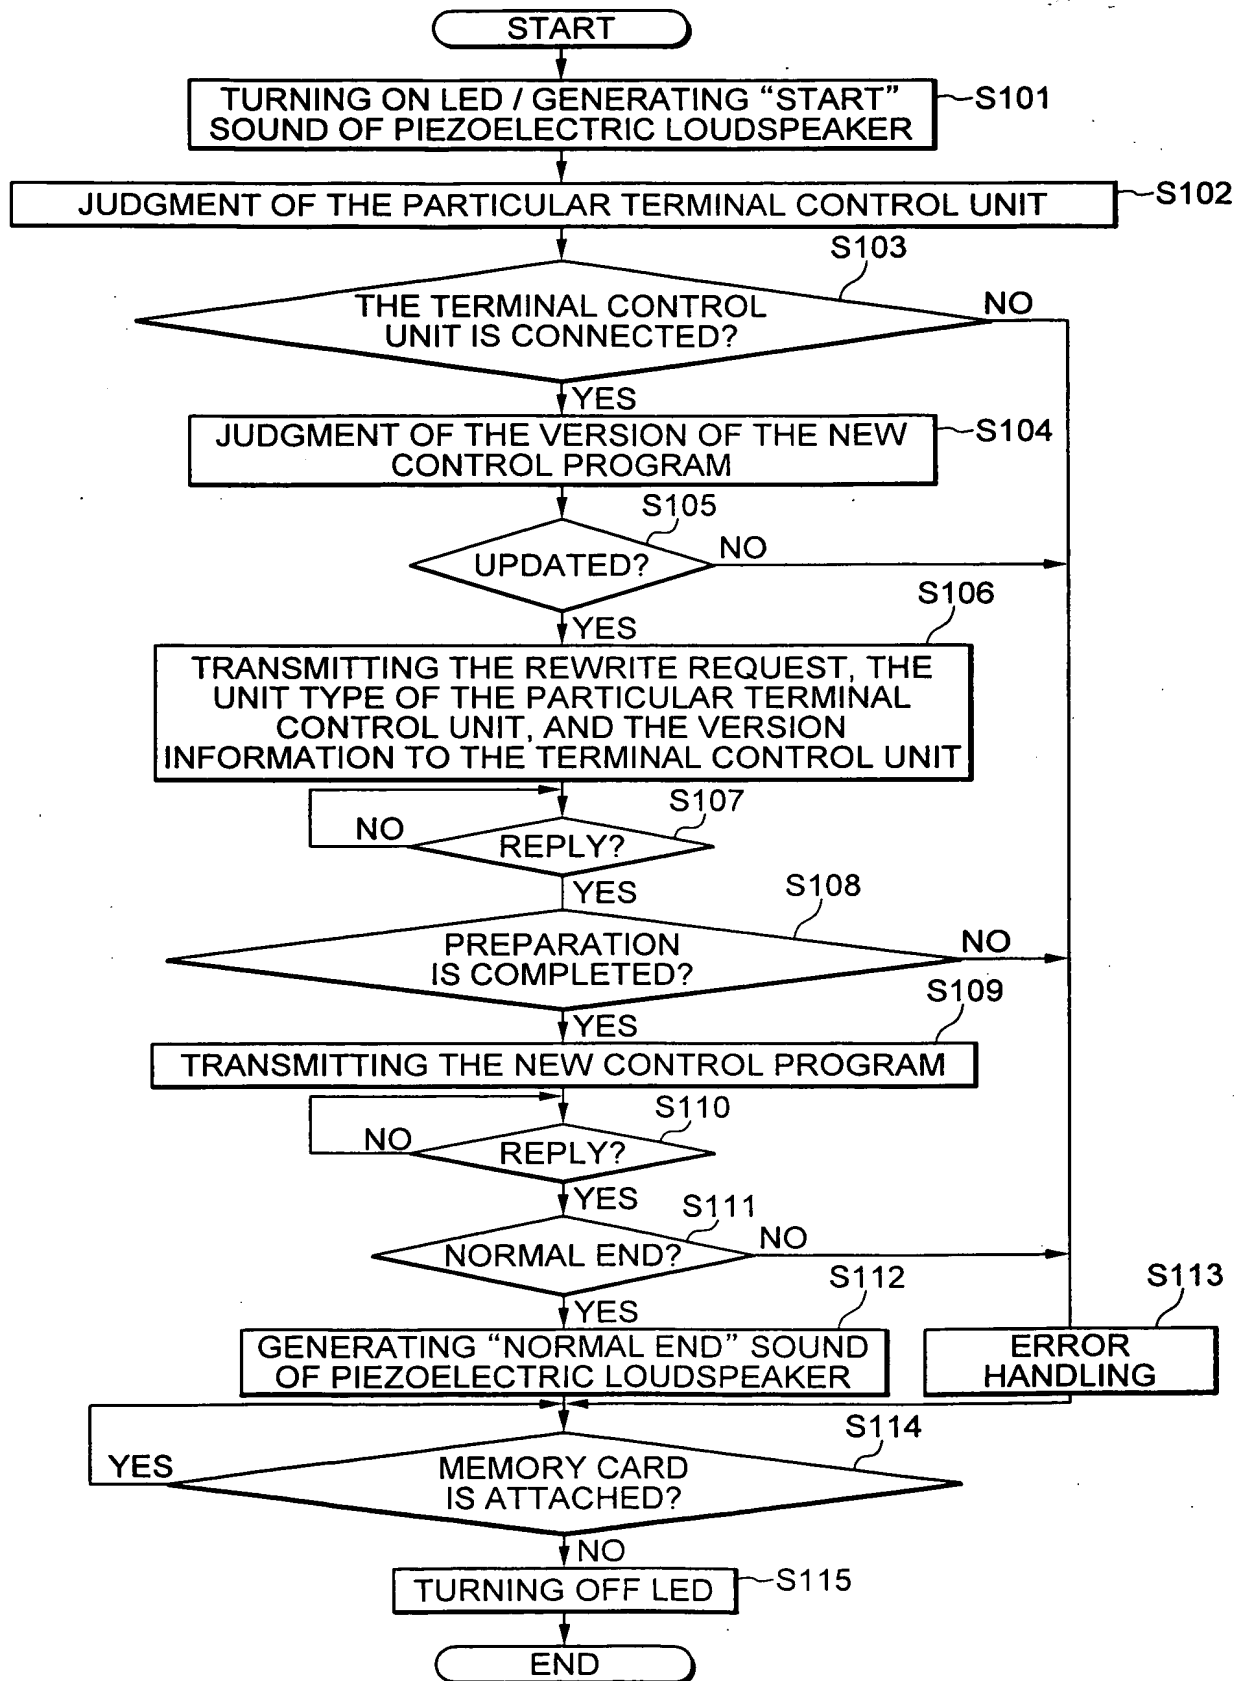 START
TURNING ON LED / GENERATING “START”
SOUND OF PIEZOELECTRIC LOUDSPEAKER
S101
JUDGMENT OF THE PARTICULAR TERMINAL CONTROL UNIT
S102
S103
THE TERMINAL CONTROL
UNIT IS CONNECTED?
NO
YES
JUDGMENT OF THE VERSION OF THE NEW
CONTROL PROGRAM
S104
S105
UPDATED?
NO
YES
S106
TRANSMITTING THE REWRITE REQUEST, THE
UNIT TYPE OF THE PARTICULAR TERMINAL
CONTROL UNIT, AND THE VERSION
INFORMATION TO THE TERMINAL CONTROL UNIT
S107
NO
REPLY?
YES
S108
PREPARATION
IS COMPLETED?
NO
YES
S109
TRANSMITTING THE NEW CONTROL PROGRAM
S110
NO
REPLY?
YES
S111
NORMAL END?
NO
YES
S112
GENERATING “NORMAL END” SOUND
OF PIEZOELECTRIC LOUDSPEAKER
S113
ERROR
HANDLING
S114
YES
MEMORY CARD
IS ATTACHED?
NO
TURNING OFF LED
S115
END